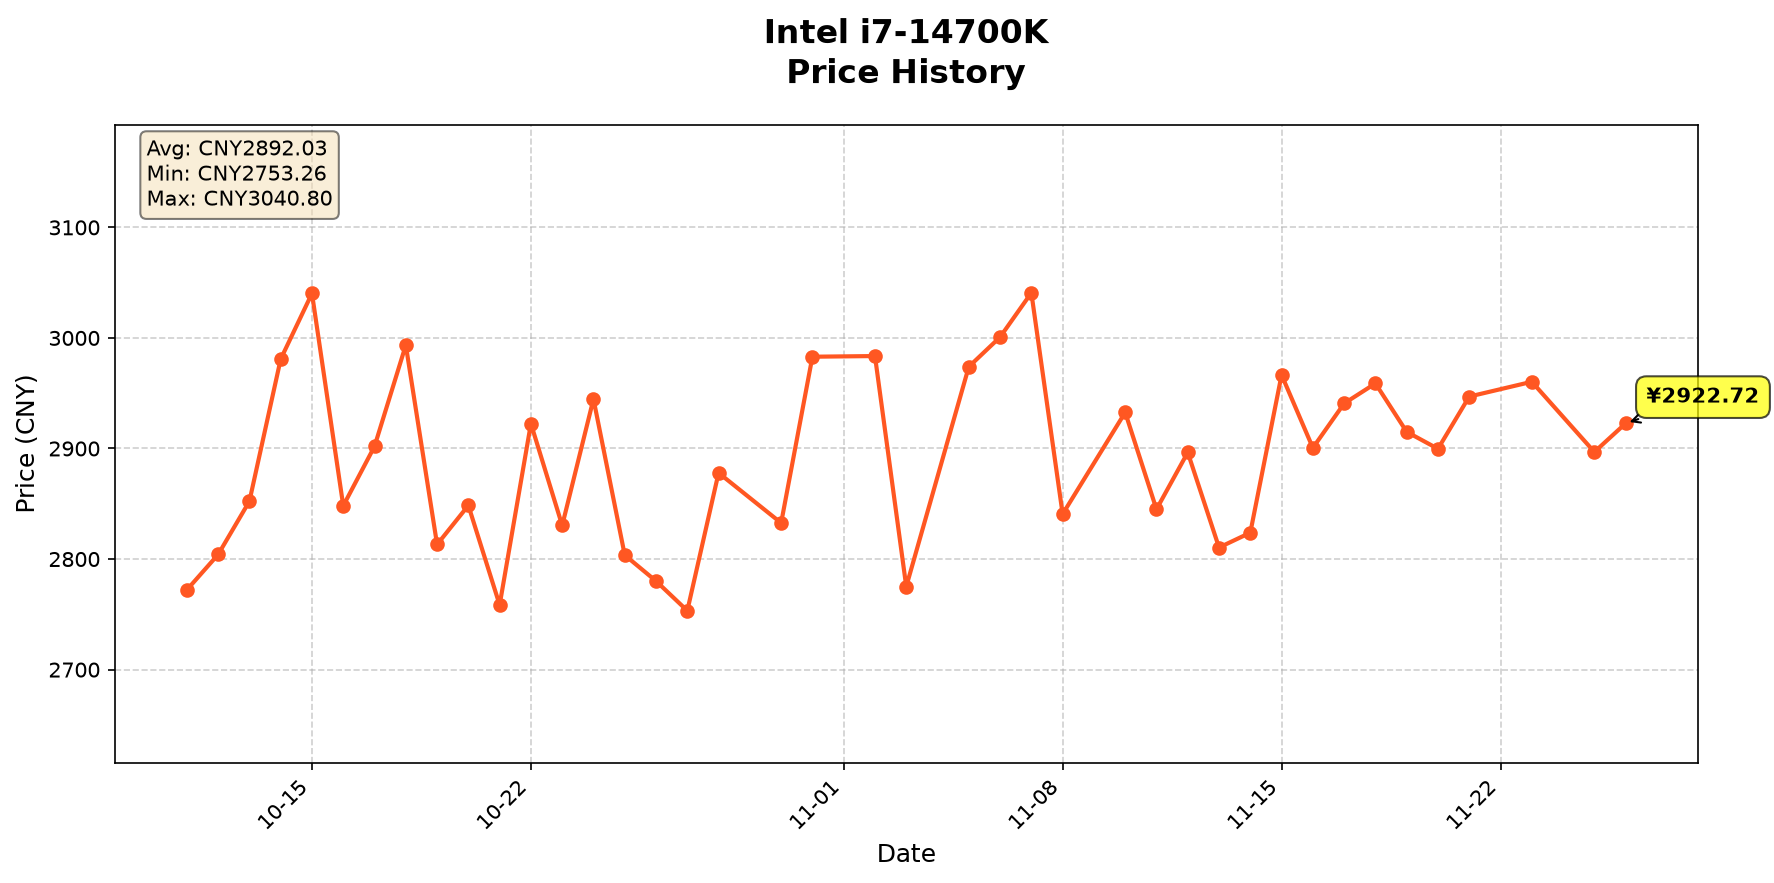 Intel i7-14700K
Price History
Avg: CNY2892.03
Min: CNY2753.26
Max: CNY3040.80
3100
3000
2900
2800
2700
Price (CNY)
¥2922.72
10-15
10-22
11-01
11-08
11-15
11-22
Date